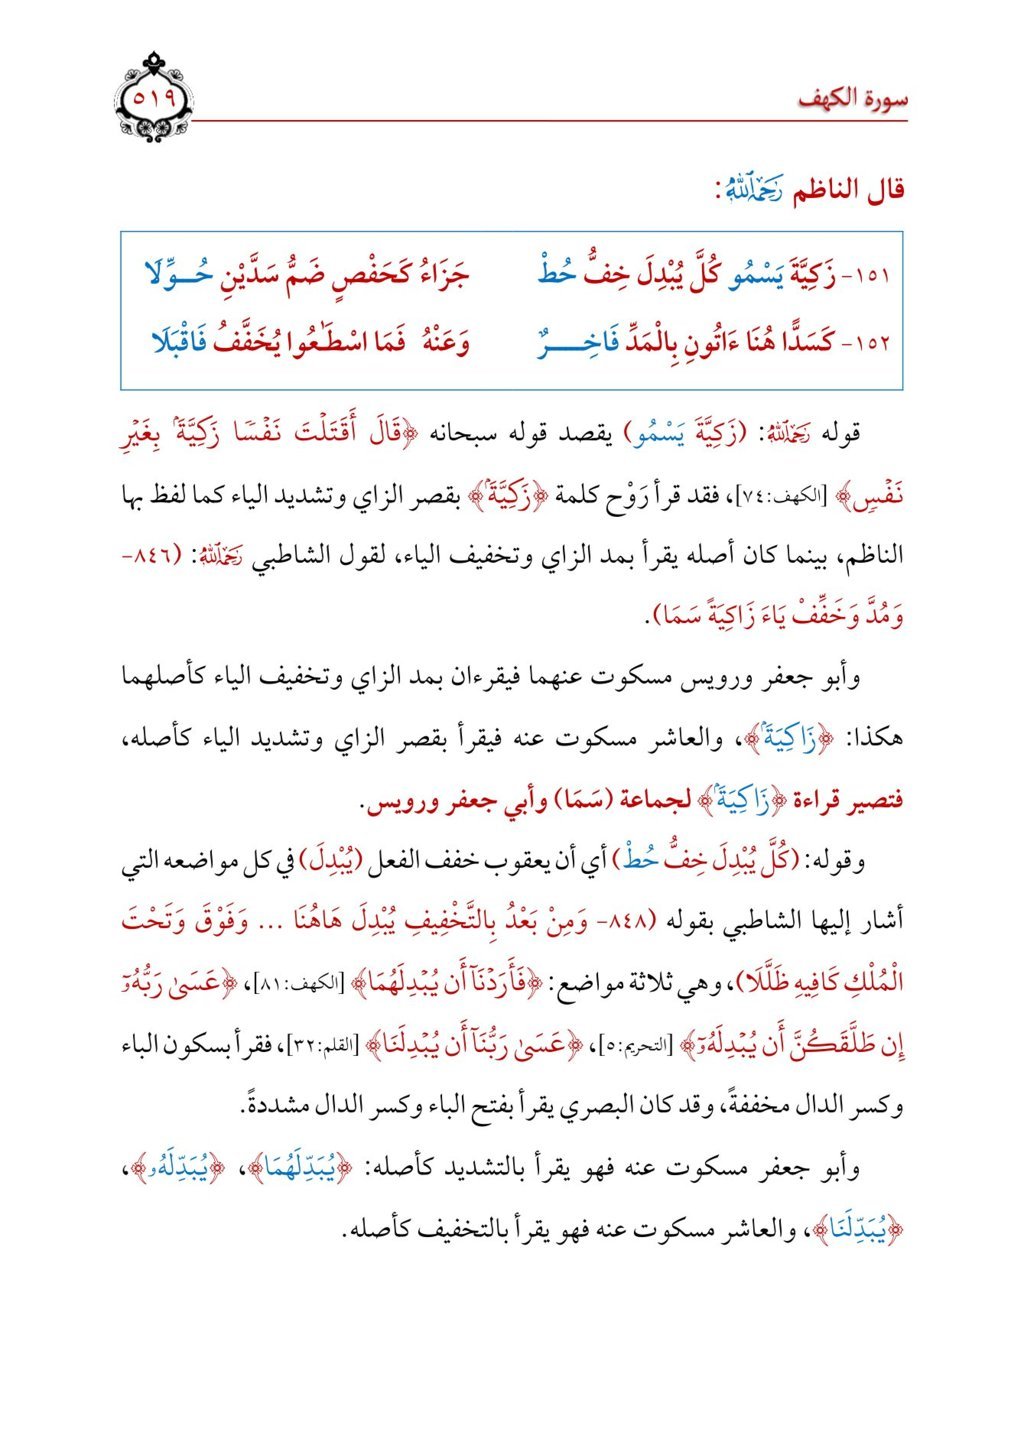 سورة الكهف
٥١٩
قال الناظم رَحِمَهُ ٱللَّهُ:
١٥١- زَكِيَّةَ يَسْمُو كُلَّ يُبْدِلَ خِفُّ حُطْ جَزَاءُ كَحَفْصٍ ضَمُّ سَدَّيْنِ حُـوِّلَا
١٥٢- كَسَدًّا هُنَا ءَاتُونِ بِالْمَدِّ فَاخِـــرٌ وَعَنْهُ فَمَا اسْطَـٰعُوا يُخَفَّفُ فَاقْبَلَا
قوله رَحِمَهُ ٱللَّهُ: (زَكِيَّةَ يَسْمُو) يقصد قوله سبحانه ﴿قَالَ أَقَتَلْتَ نَفْسًا زَكِيَّةَۢ بِغَيْرِ
نَفْسٖ﴾ [الكهف:٧٤]، فقد قرأ رَوْح كلمة ﴿زَكِيَّةَۢ﴾ بقصر الزاي وتشديد الياء كما لفظ بها
الناظم، بينما كان أصله يقرأ بمد الزاي وتخفيف الياء، لقول الشاطبي رَحِمَهُ ٱللَّهُ: (٨٤٦-
وَمُدَّ وَخَفِّفْ يَاءَ زَاكِيَةً سَمَا).
وأبو جعفر ورويس مسكوت عنهما فيقرءان بمد الزاي وتخفيف الياء كأصلهما
هكذا: ﴿زَاكِيَةَۢ﴾، والعاشر مسكوت عنه فيقرأ بقصر الزاي وتشديد الياء كأصله،
فتصير قراءة ﴿زَاكِيَةَۢ﴾ لجماعة (سَمَا) وأبي جعفر ورويس.
وقوله: (كُلَّ يُبْدِلَ خِفُّ حُطْ) أي أن يعقوب خفف الفعل (يُبْدِلَ) في كل مواضعه التي
أشار إليها الشاطبي بقوله (٨٤٨- وَمِنْ بَعْدُ بِالتَّخْفِيفِ يُبْدِلَ هَاهُنَا ... وَفَوْقَ وَتَحْتَ
الْمُلْكِ كَافِيهِ ظَلَّلَا)، وهي ثلاثة مواضع: ﴿فَأَرَدْنَآ أَن يُبْدِلَهُمَا﴾ [الكهف:٨١]، ﴿عَسَىٰ رَبُّهُۥٓ
إِن طَلَّقَكُنَّ أَن يُبْدِلَهُۥٓ﴾ [التحريم:٥]، ﴿عَسَىٰ رَبُّنَآ أَن يُبْدِلَنَا﴾ [القلم:٣٢]، فقرأ بسكون الباء
وكسر الدال مخففةً، وقد كان البصري يقرأ بفتح الباء وكسر الدال مشددةً.
وأبو جعفر مسكوت عنه فهو يقرأ بالتشديد كأصله: ﴿يُبَدِّلَهُمَا﴾، ﴿يُبَدِّلَهُۥ﴾،
﴿يُبَدِّلَنَا﴾، والعاشر مسكوت عنه فهو يقرأ بالتخفيف كأصله.